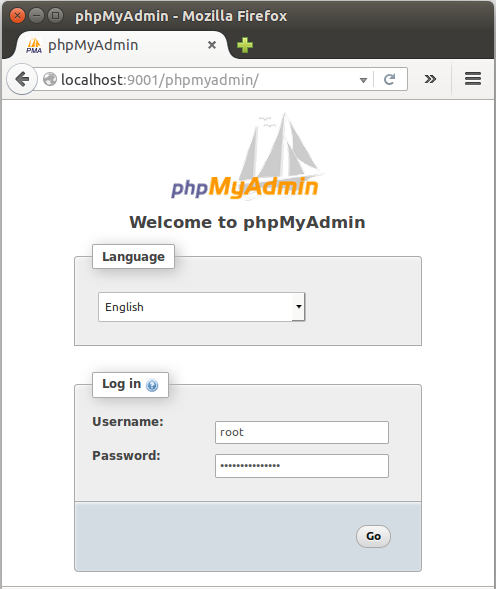 phpMyAdmin - Mozilla Firefox
PMA phpMyAdmin
localhost:9001/phpmyadmin/
phpMyAdmin
Welcome to phpMyAdmin
Language
English
Log in
Username:
root
Password:
•••••••••••••••
Go